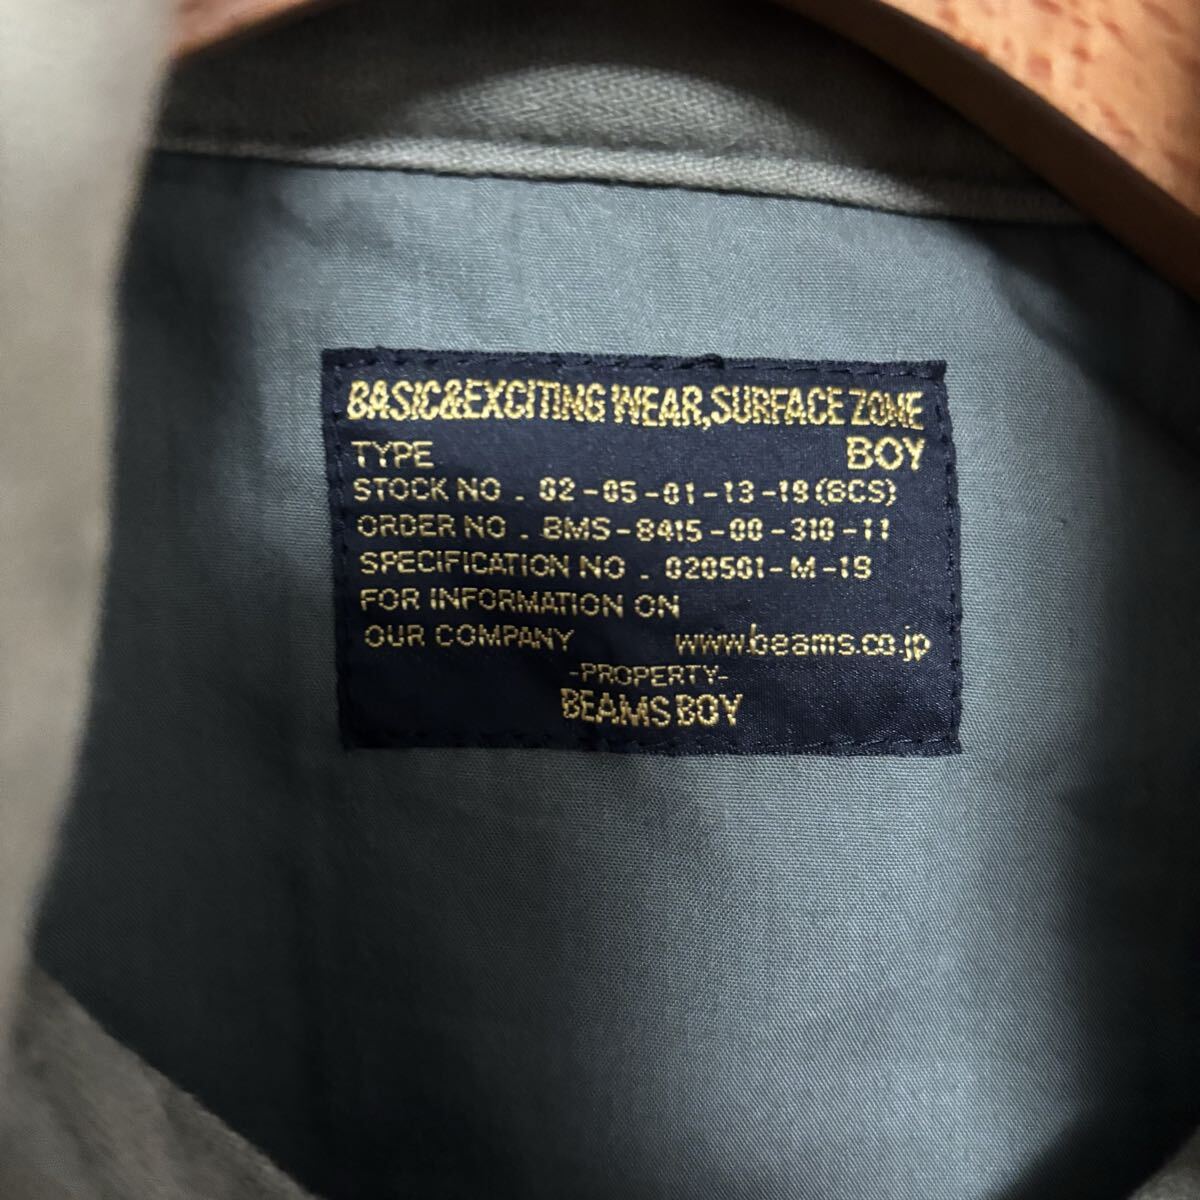 BASIC&EXCITING WEAR,SURFACE ZONE
TYPE BOY
STOCK NO . 02-05-01-13-19(BCS)
ORDER NO . BMS-8415-00-310-11
SPECIFICATION NO . 020501-M-19
FOR INFORMATION ON
OUR COMPANY www.beams.co.jp
-PROPERTY-
BEAMS BOY